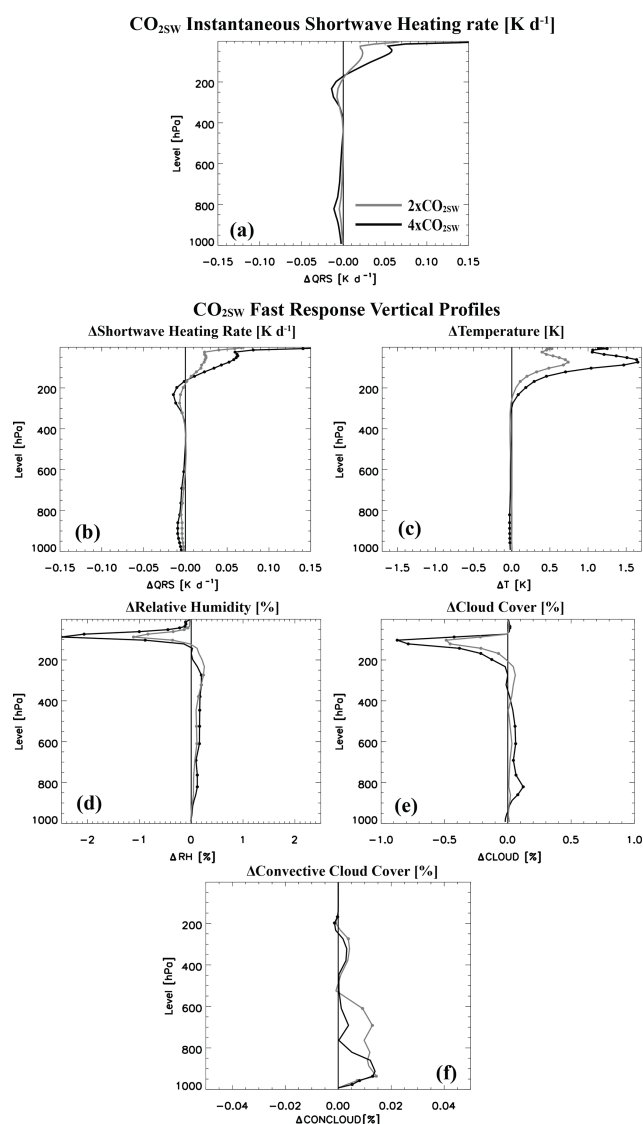 CO2SW Instantaneous Shortwave Heating rate [K d-1]
Level [hPa]
200
400
600
800
1000
(a)
2xCO2SW
4xCO2SW
−0.15 −0.10 −0.05 −0.00 0.05 0.10 0.15
ΔQRS [K d⁻¹]
CO2SW Fast Response Vertical Profiles
ΔShortwave Heating Rate [K d-1]
Level [hPa]
200
400
600
800
1000
(b)
−0.15 −0.10 −0.05 −0.00 0.05 0.10 0.15
ΔQRS [K d⁻¹]
ΔTemperature [K]
Level [hPa]
200
400
600
800
1000
(c)
−1.5 −1.0 −0.5 0.0 0.5 1.0 1.5
ΔT [K]
ΔRelative Humidity [%]
Level [hPa]
200
400
600
800
1000
(d)
−2 −1 0 1 2
ΔRH [%]
ΔCloud Cover [%]
Level [hPa]
200
400
600
800
1000
(e)
−1.0 −0.5 0.0 0.5 1.0
ΔCLOUD [%]
ΔConvective Cloud Cover [%]
Level [hPa]
200
400
600
800
1000
(f)
−0.04 −0.02 0.00 0.02 0.04
ΔCONCLOUD[%]